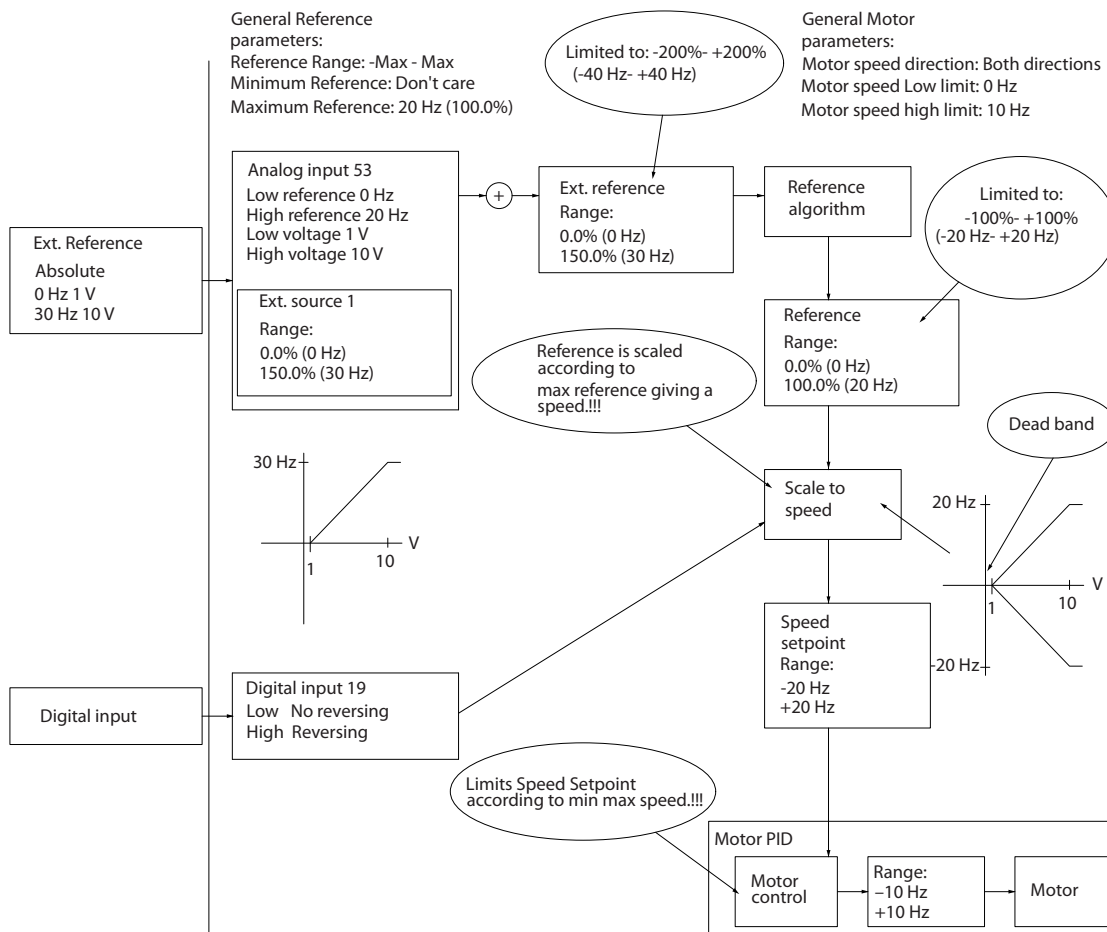 General Reference
parameters:
Reference Range: -Max - Max
Minimum Reference: Don't care
Maximum Reference: 20 Hz (100.0%)
Limited to: -200%- +200%
(-40 Hz- +40 Hz)
General Motor
parameters:
Motor speed direction: Both directions
Motor speed Low limit: 0 Hz
Motor speed high limit: 10 Hz
Ext. Reference
Absolute
0 Hz 1 V
30 Hz 10 V
Analog input 53
Low reference 0 Hz
High reference 20 Hz
Low voltage 1 V
High voltage 10 V
Ext. source 1
Range:
0.0% (0 Hz)
150.0% (30 Hz)
+
Ext. reference
Range:
0.0% (0 Hz)
150.0% (30 Hz)
Reference
algorithm
Limited to:
-100%- +100%
(-20 Hz- +20 Hz)
Reference
Range:
0.0% (0 Hz)
100.0% (20 Hz)
Reference is scaled
according to
max reference giving a
speed.!!!
Dead band
30 Hz
1
10
V
Scale to
speed
20 Hz
1
10
V
-20 Hz
Speed
setpoint
Range:
-20 Hz
+20 Hz
Digital input
Digital input 19
Low No reversing
High Reversing
Limits Speed Setpoint
according to min max speed.!!!
Motor PID
Motor
control
Range:
–10 Hz
+10 Hz
Motor